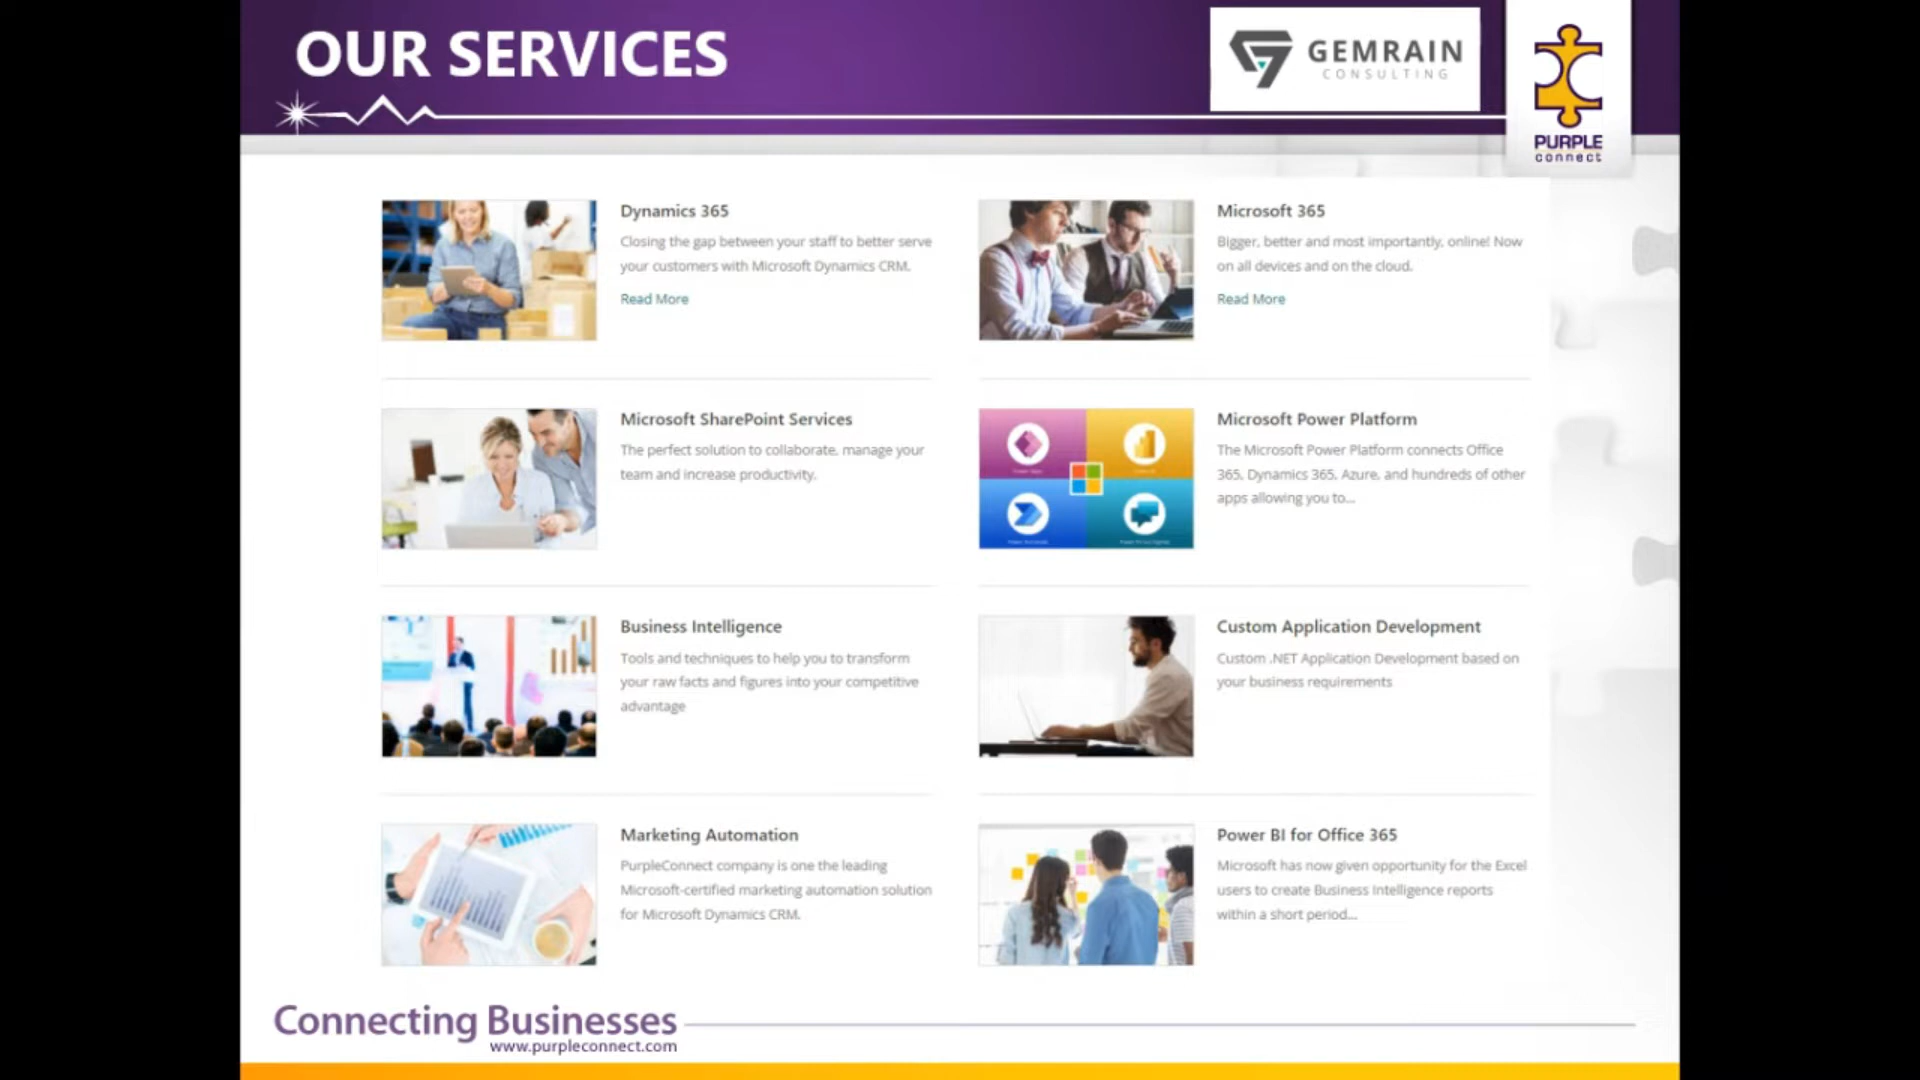 OUR SERVICES
GEMRAIN
CONSULTING
PURPLE
connect
Dynamics 365
Closing the gap between your staff to better serve
your customers with Microsoft Dynamics CRM.
Read More
Microsoft 365
Bigger, better and most importantly, online! Now
on all devices and on the cloud.
Read More
Microsoft SharePoint Services
The perfect solution to collaborate, manage your
team and increase productivity.
Microsoft Power Platform
The Microsoft Power Platform connects Office
365, Dynamics 365, Azure, and hundreds of other
apps allowing you to...
Business Intelligence
Tools and techniques to help you to transform
your raw facts and figures into your competitive
advantage
Custom Application Development
Custom .NET Application Development based on
your business requirements
Marketing Automation
PurpleConnect company is one the leading
Microsoft-certified marketing automation solution
for Microsoft Dynamics CRM.
Power BI for Office 365
Microsoft has now given opportunity for the Excel
users to create Business Intelligence reports
within a short period...
Connecting Businesses
www.purpleconnect.com